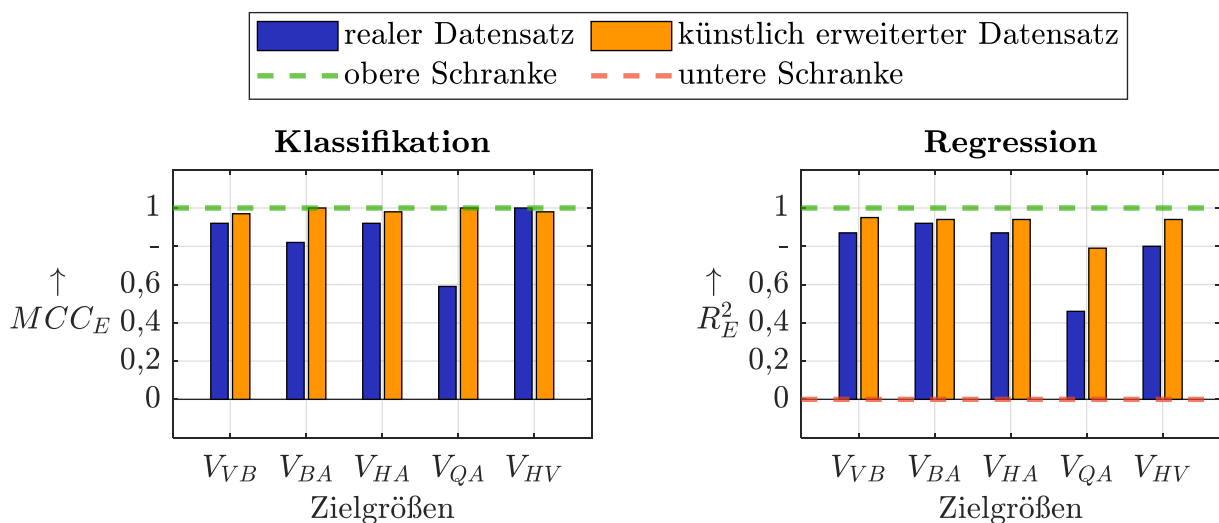 realer Datensatz künstlich erweiterter Datensatz
obere Schranke untere Schranke
Klassifikation
1
-
0,6
0,4
0,2
0
↑
MCC_E
V_VB V_BA V_HA V_QA V_HV
Zielgrößen
Regression
1
-
0,6
0,4
0,2
0
↑
R²_E
V_VB V_BA V_HA V_QA V_HV
Zielgrößen